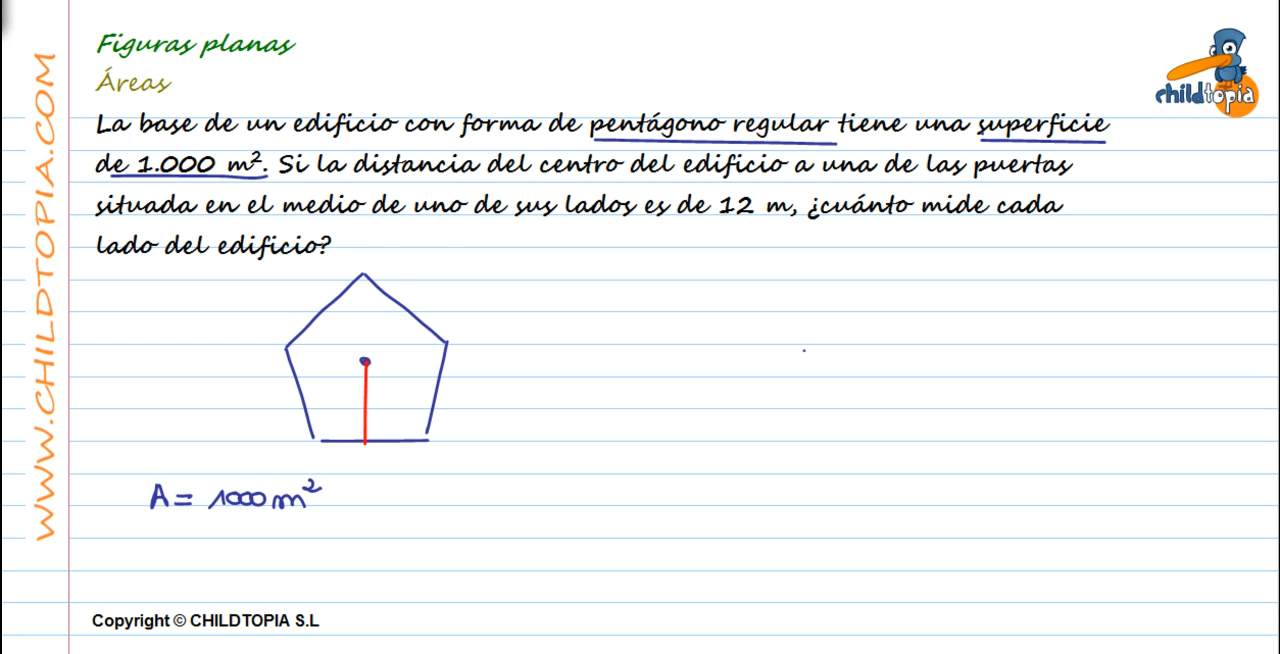 Figuras planas
Áreas
La base de un edificio con forma de pentágono regular tiene una superficie
de 1.000 m². Si la distancia del centro del edificio a una de las puertas
situada en el medio de uno de sus lados es de 12 m, ¿cuánto mide cada
lado del edificio?
A = 1000 m²
Copyright © CHILDTOPIA S.L
WWW.CHILDTOPIA.COM
childtopia